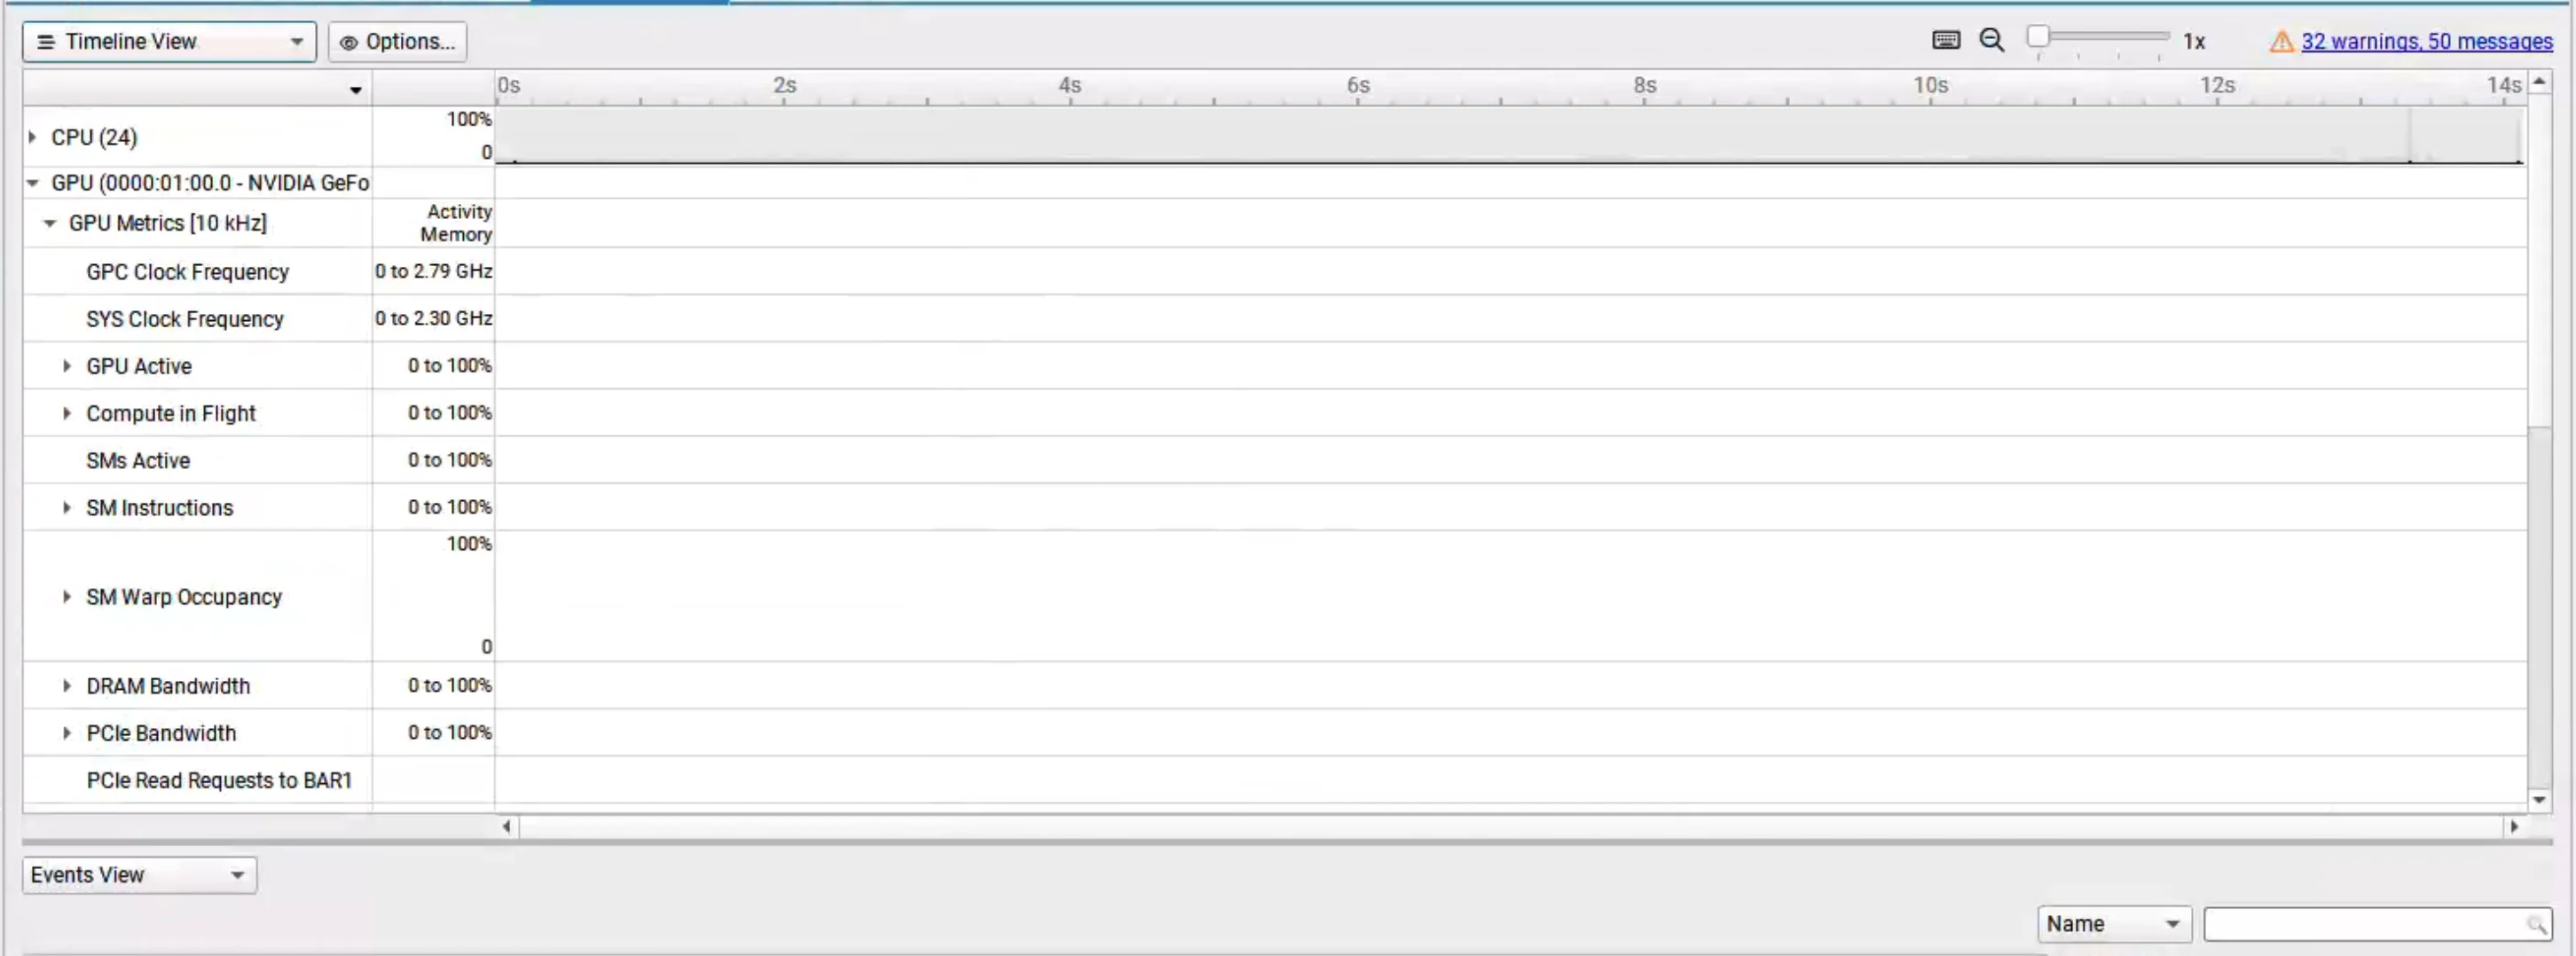 Timeline View
Options...
1x
32 warnings, 50 messages
0s 2s 4s 6s 8s 10s 12s 14s
CPU (24)
100%
0
GPU (0000:01:00.0 - NVIDIA GeFo
GPU Metrics [10 kHz]
Activity
Memory
GPC Clock Frequency 0 to 2.79 GHz
SYS Clock Frequency 0 to 2.30 GHz
GPU Active 0 to 100%
Compute in Flight 0 to 100%
SMs Active 0 to 100%
SM Instructions 0 to 100%
100%
SM Warp Occupancy
0
DRAM Bandwidth 0 to 100%
PCIe Bandwidth 0 to 100%
PCIe Read Requests to BAR1
Events View
Name